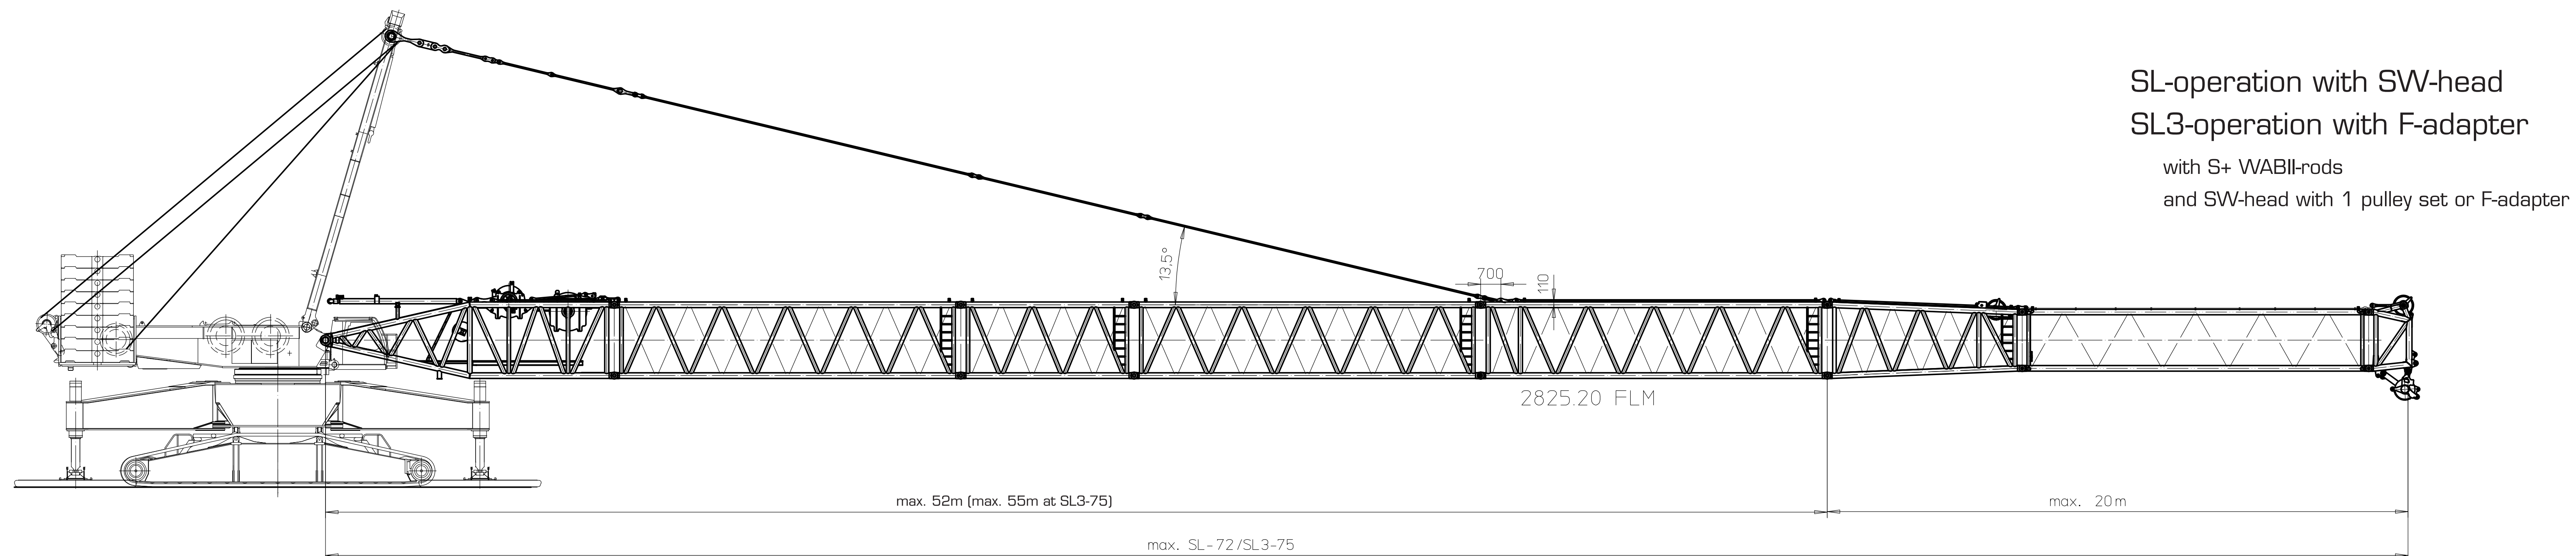 SL-operation with SW-head
SL3-operation with F-adapter
with S+ WABII-rods
and SW-head with 1 pulley set or F-adapter
13,5°
700
110
2825.20 FLM
max. 52m (max. 55m at SL3-75)
max. 20m
max. SL-72/SL3-75